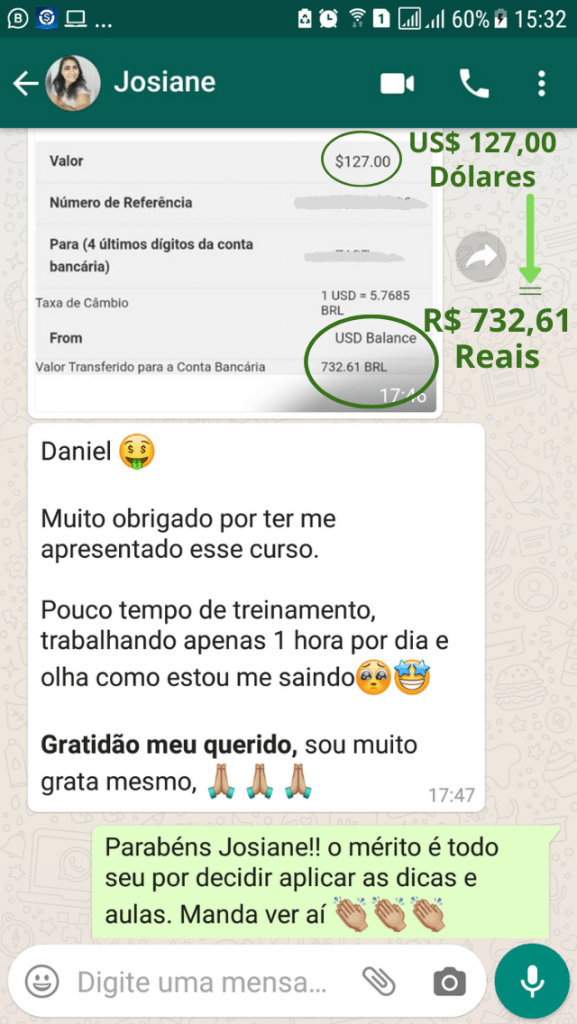 ... 1 60% 15:32
Josiane
US$ 127,00
Dólares
Valor $127.00
Número de Referência
Para (4 últimos dígitos da conta
bancária)
Taxa de Câmbio 1 USD = 5.7685
BRL
R$ 732,61
Reais
From USD Balance
Valor Transferido para a Conta Bancária 732.61 BRL
17:46
Daniel
Muito obrigado por ter me
apresentado esse curso.
Pouco tempo de treinamento,
trabalhando apenas 1 hora por dia e
olha como estou me saindo
Gratidão meu querido, sou muito
grata mesmo,
17:47
Parabéns Josiane!! o mérito é todo
seu por decidir aplicar as dicas e
aulas. Manda ver aí
Digite uma mensa...